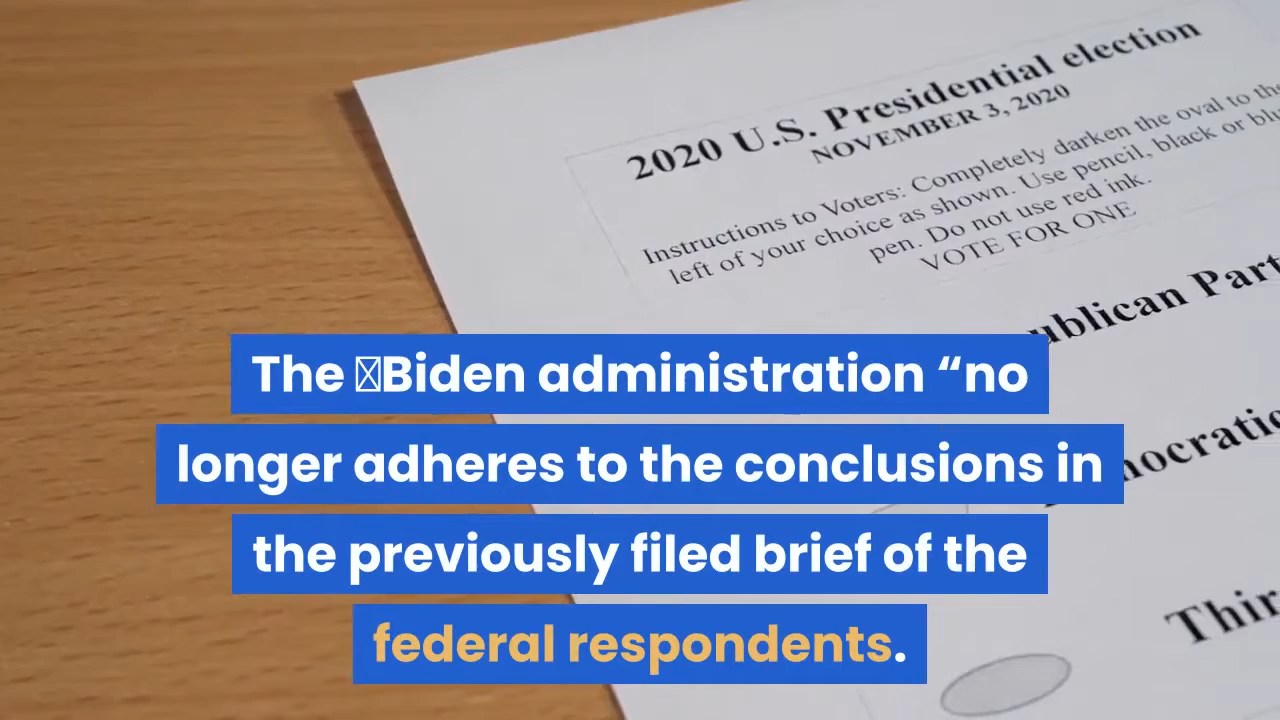 2020 U.S. Presidential election
NOVEMBER 3, 2020
Instructions to Voters: Completely darken the oval to the
left of your choice as shown. Use pencil, black or
pen. Do not use red ink.
VOTE FOR ONE
The Biden administration “no
longer adheres to the conclusions in
the previously filed brief of the
federal respondents.